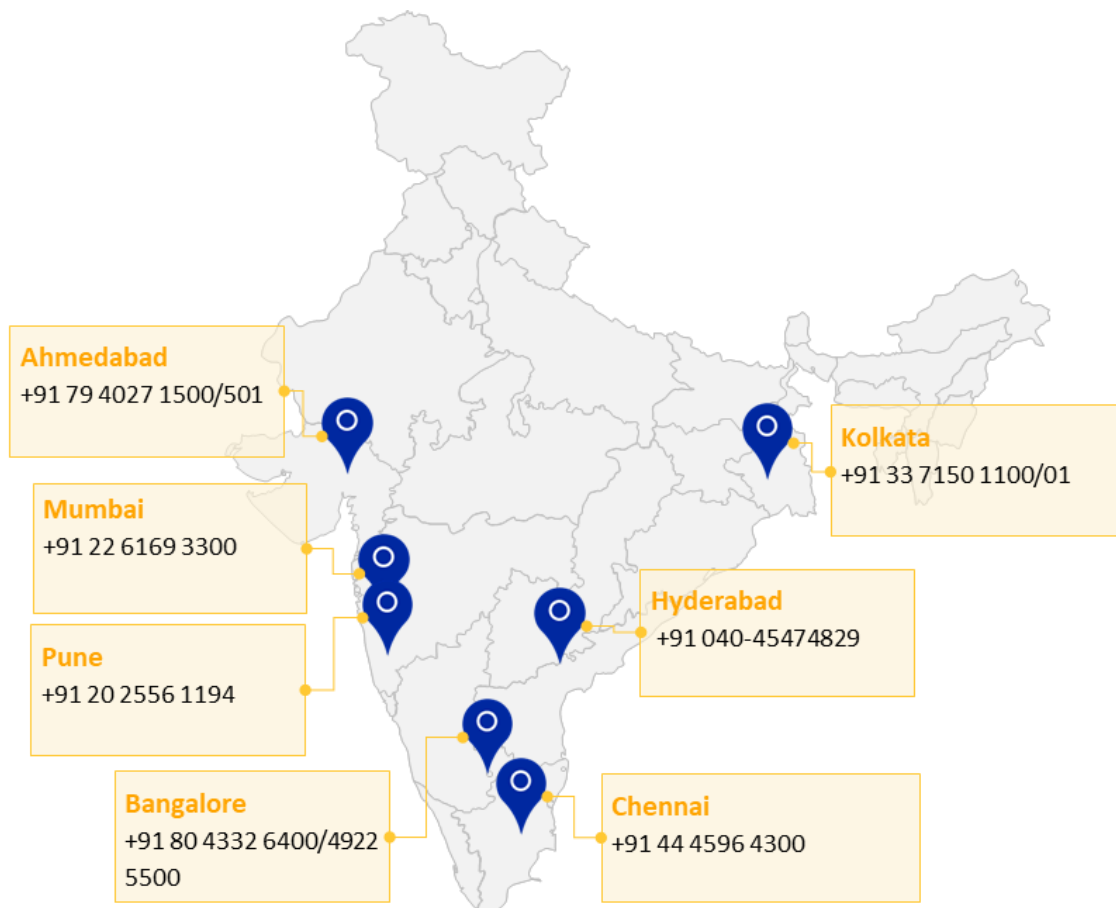 Ahmedabad
+91 79 4027 1500/501
Kolkata
+91 33 7150 1100/01
Mumbai
+91 22 6169 3300
Hyderabad
+91 040-45474829
Pune
+91 20 2556 1194
Bangalore
+91 80 4332 6400/4922
5500
Chennai
+91 44 4596 4300